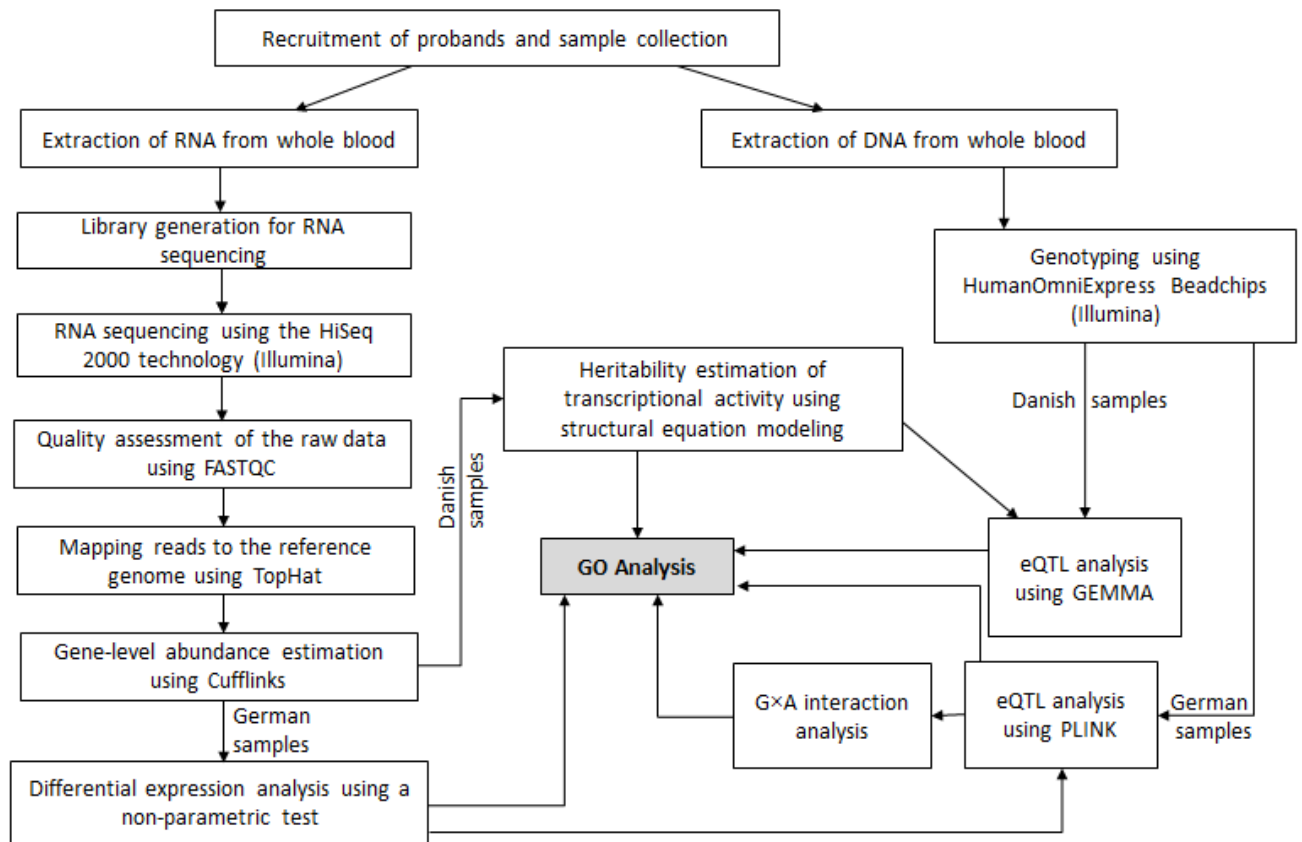 Recruitment of probands and sample collection
Extraction of RNA from whole blood
Extraction of DNA from whole blood
Library generation for RNA
sequencing
Genotyping using
HumanOmniExpress Beadchips
(Illumina)
RNA sequencing using the HiSeq
2000 technology (Illumina)
Heritability estimation of
transcriptional activity using
structural equation modeling
Danish samples
Quality assessment of the raw data
using FASTQC
Danish
samples
Mapping reads to the reference
genome using TopHat
GO Analysis
eQTL analysis
using GEMMA
Gene-level abundance estimation
using Cufflinks
G×A interaction
analysis
eQTL analysis
using PLINK
German
samples
German
samples
Differential expression analysis using a
non-parametric test